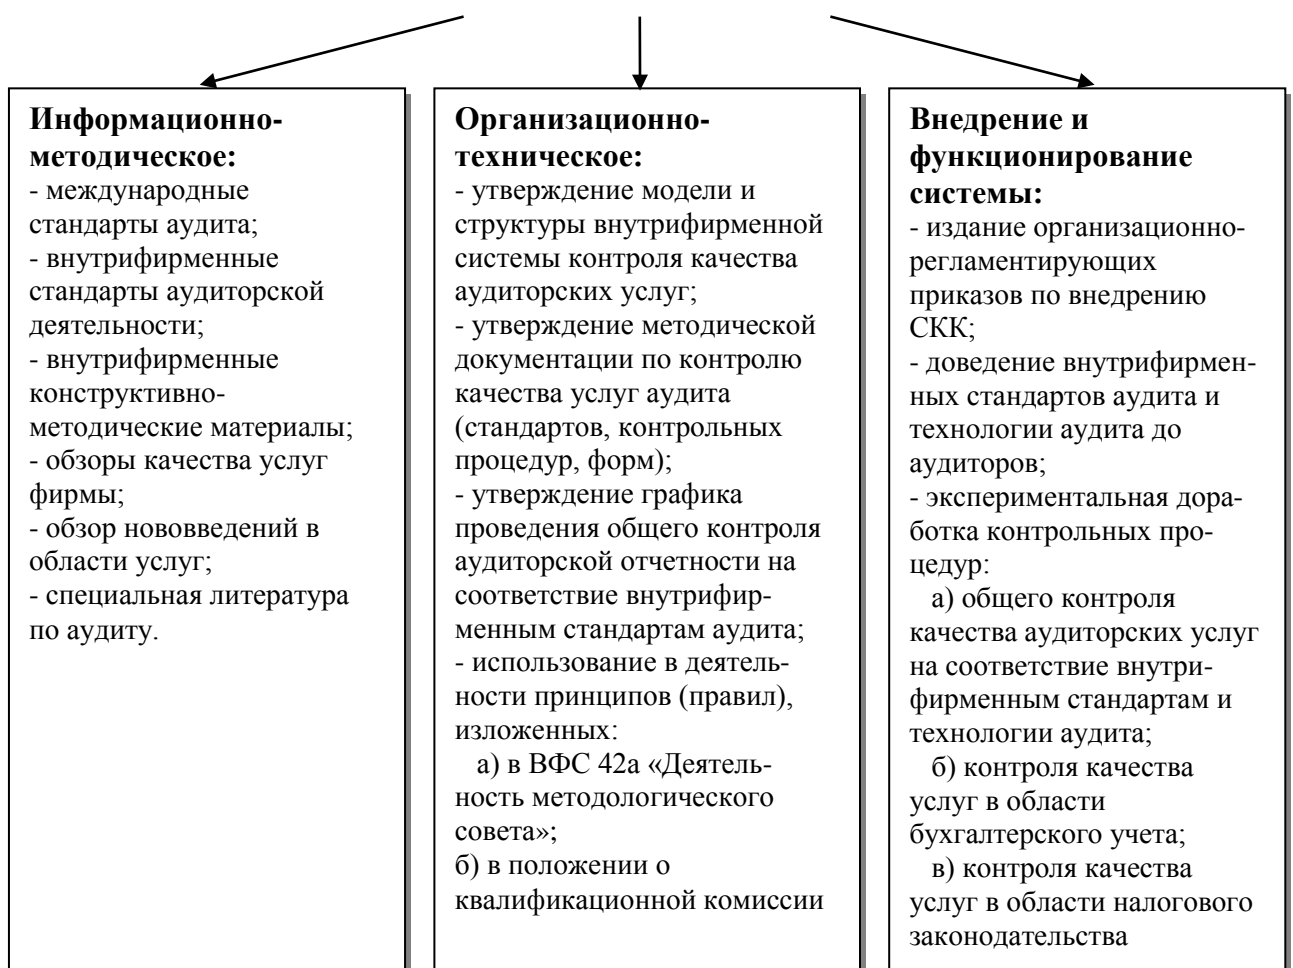 Информационно-
методическое:
- международные
стандарты аудита;
- внутрифирменные
стандарты аудиторской
деятельности;
- внутрифирменные
конструктивно-
методические материалы;
- обзоры качества услуг
фирмы;
- обзор нововведений в
области услуг;
- специальная литература
по аудиту.
Организационно-
техническое:
- утверждение модели и
структуры внутрифирменной
системы контроля качества
аудиторских услуг;
- утверждение методической
документации по контролю
качества услуг аудита
(стандартов, контрольных
процедур, форм);
- утверждение графика
проведения общего контроля
аудиторской отчетности на
соответствие внутрифир-
менным стандартам аудита;
- использование в деятель-
ности принципов (правил),
изложенных:
а) в ВФС 42а «Деятель-
ность методологического
совета»;
б) в положении о
квалификационной комиссии
Внедрение и
функционирование
системы:
- издание организационно-
регламентирующих
приказов по внедрению
СКК;
- доведение внутрифирмен-
ных стандартов аудита и
технологии аудита до
аудиторов;
- экспериментальная дора-
ботка контрольных про-
цедур:
а) общего контроля
качества аудиторских услуг
на соответствие внутри-
фирменным стандартам и
технологии аудита;
б) контроля качества
услуг в области
бухгалтерского учета;
в) контроля качества
услуг в области налогового
законодательства